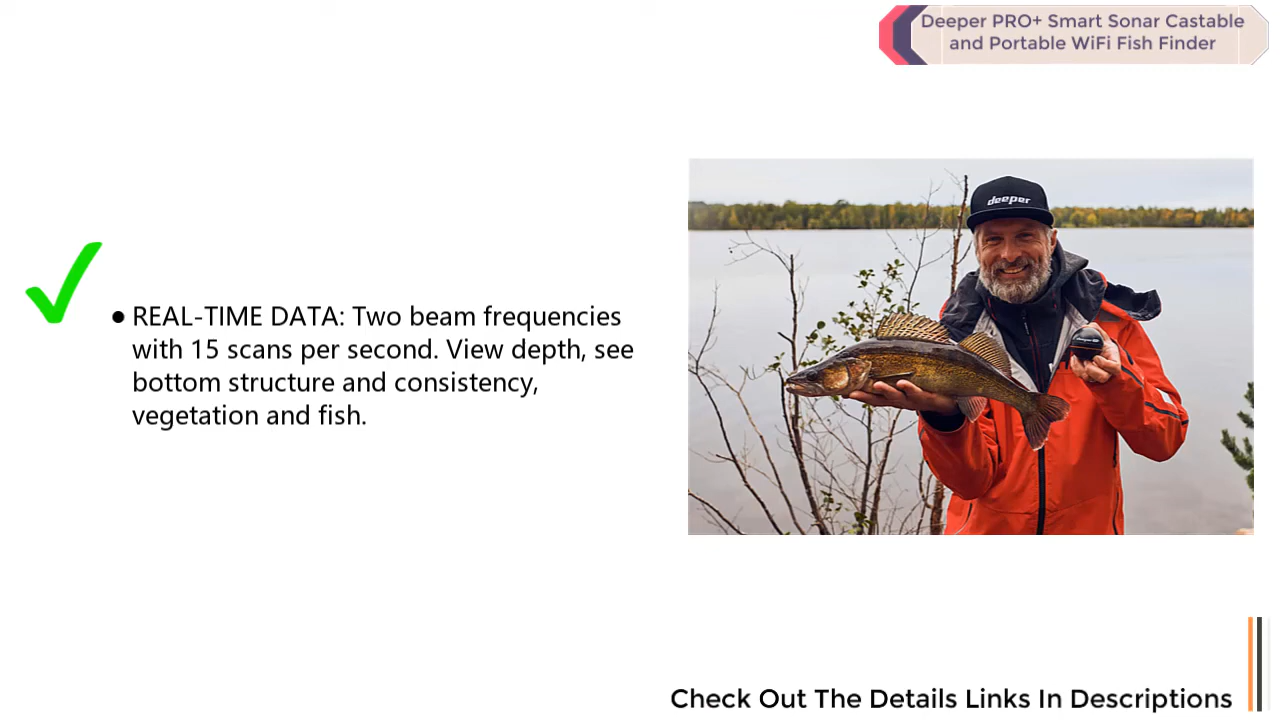 Deeper PRO+ Smart Sonar Castable
and Portable WiFi Fish Finder
● REAL-TIME DATA: Two beam frequencies
with 15 scans per second. View depth, see
bottom structure and consistency,
vegetation and fish.
deeper
Check Out The Details Links In Descriptions